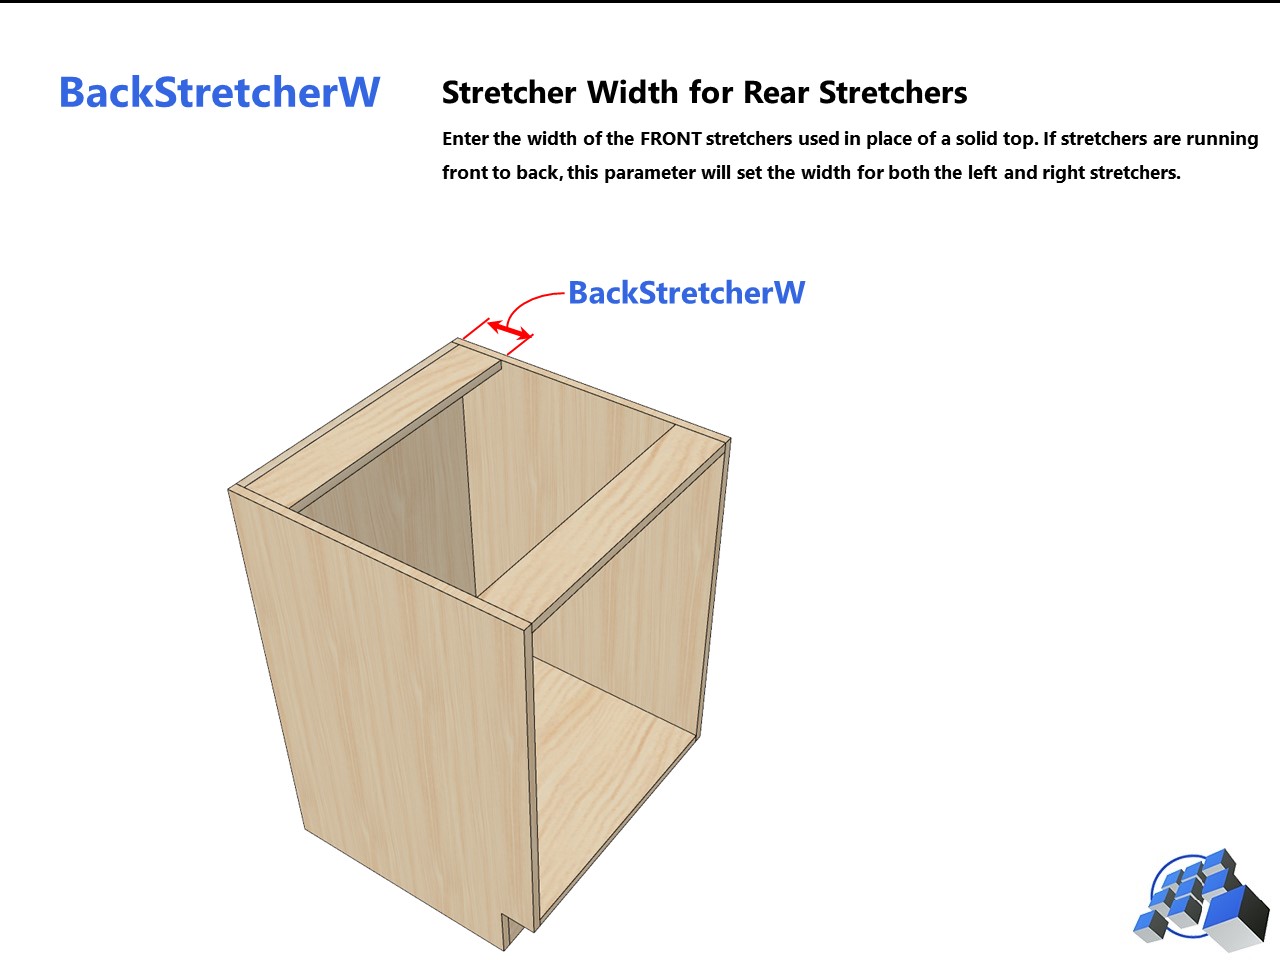 BackStretcherW
Stretcher Width for Rear Stretchers
Enter the width of the FRONT stretchers used in place of a solid top. If stretchers are running
front to back, this parameter will set the width for both the left and right stretchers.
BackStretcherW